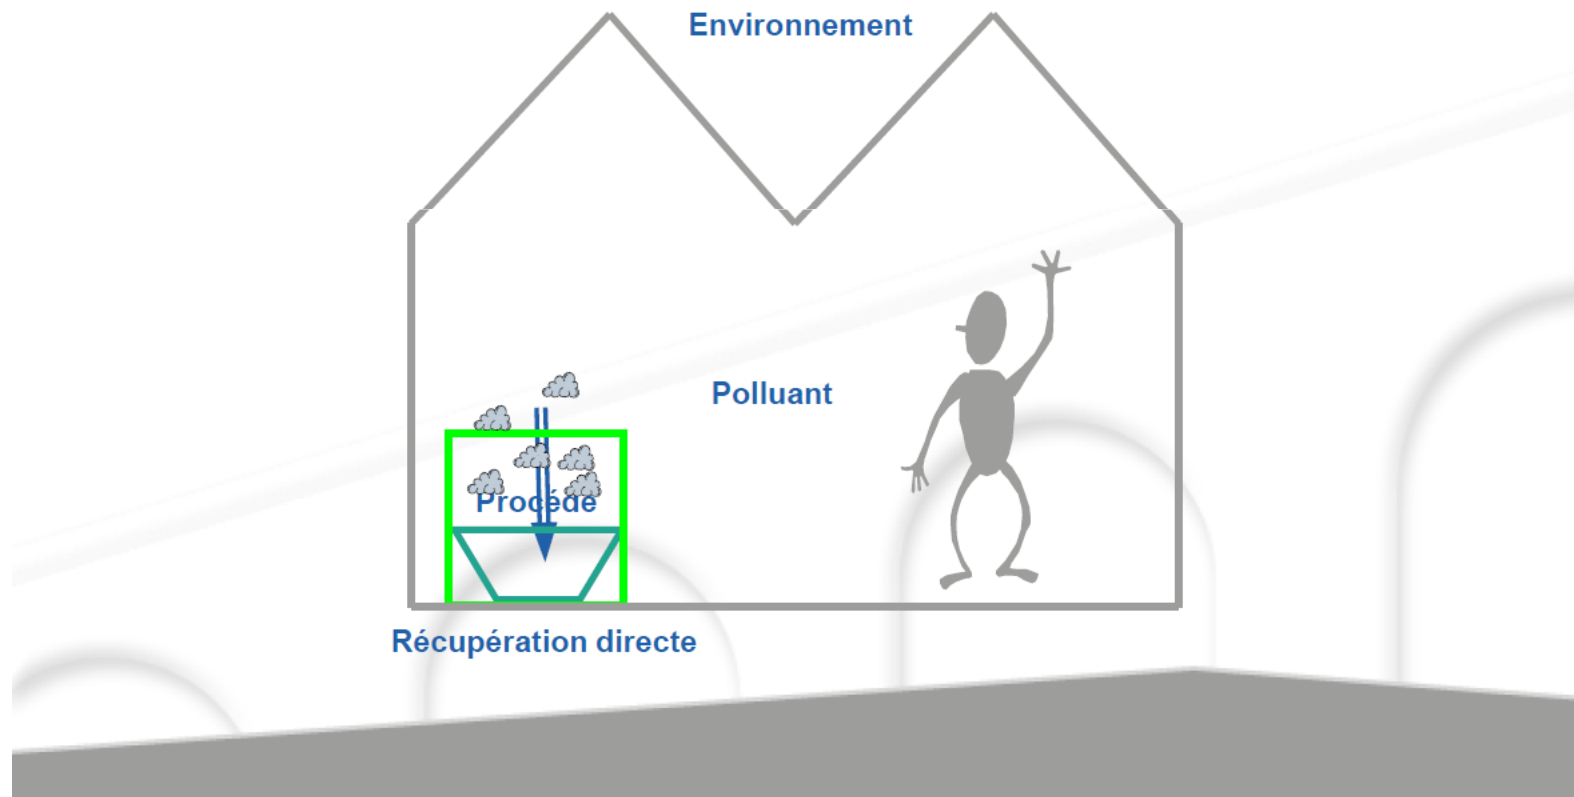 Environnement
Polluant
Procédé
Récupération directe